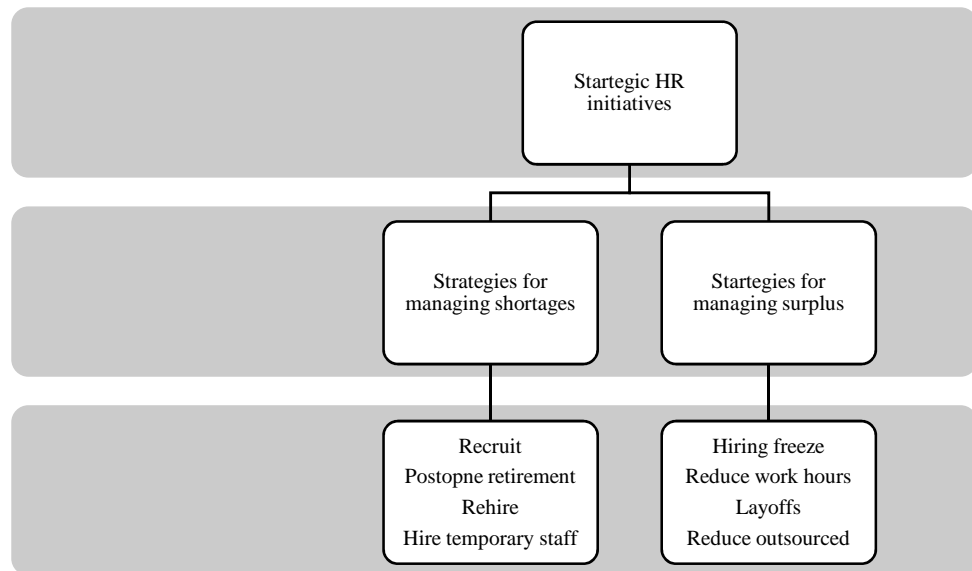 Startegic HR
initiatives
Strategies for
managing shortages
Startegies for
managing surplus
Recruit
Postopne retirement
Rehire
Hire temporary staff
Hiring freeze
Reduce work hours
Layoffs
Reduce outsourced